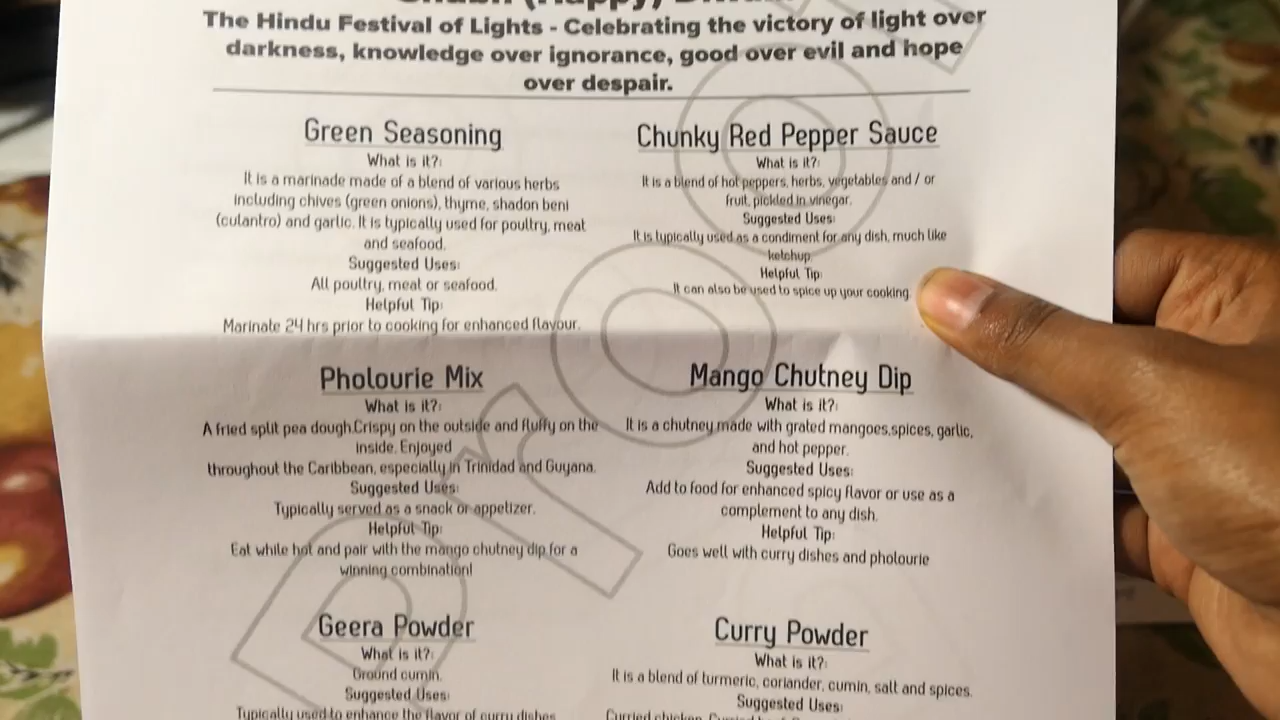 The Hindu Festival of Lights - Celebrating the victory of light over
darkness, knowledge over ignorance, good over evil and hope
over despair.
Green Seasoning
What is it?:
It is a marinade made of a blend of various herbs
including chives (green onions), thyme, shadon beni
(culantro) and garlic. It is typically used for poultry, meat
and seafood.
Suggested Uses:
All poultry, meat or seafood.
Helpful Tip:
Marinate 24 hrs prior to cooking for enhanced flavour.
Chunky Red Pepper Sauce
What is it?:
It is a blend of hot peppers, herbs, vegetables and / or
fruit, pickled in vinegar.
Suggested Uses:
It is typically used as a condiment for any dish, much like
ketchup.
Helpful Tip:
It can also be used to spice up your cooking
Pholourie Mix
What is it?:
A fried split pea dough.Crispy on the outside and fluffy on the
inside. Enjoyed
throughout the Caribbean, especially in Trinidad and Guyana.
Suggested Uses:
Typically served as a snack or appetizer.
Helpful Tip:
Eat while hot and pair with the mango chutney dip for a
winning combination!
Mango Chutney Dip
What is it?:
It is a chutney made with grated mangoes,spices, garlic,
and hot pepper.
Suggested Uses:
Add to food for enhanced spicy flavor or use as a
complement to any dish.
Helpful Tip:
Goes well with curry dishes and pholourie
Geera Powder
What is it?:
Ground cumin.
Suggested Uses:
Typically used to enhance the flavor of curry dishes
Curry Powder
What is it?:
It is a blend of turmeric, coriander, cumin, salt and spices.
Suggested Uses:
Curried chicken,